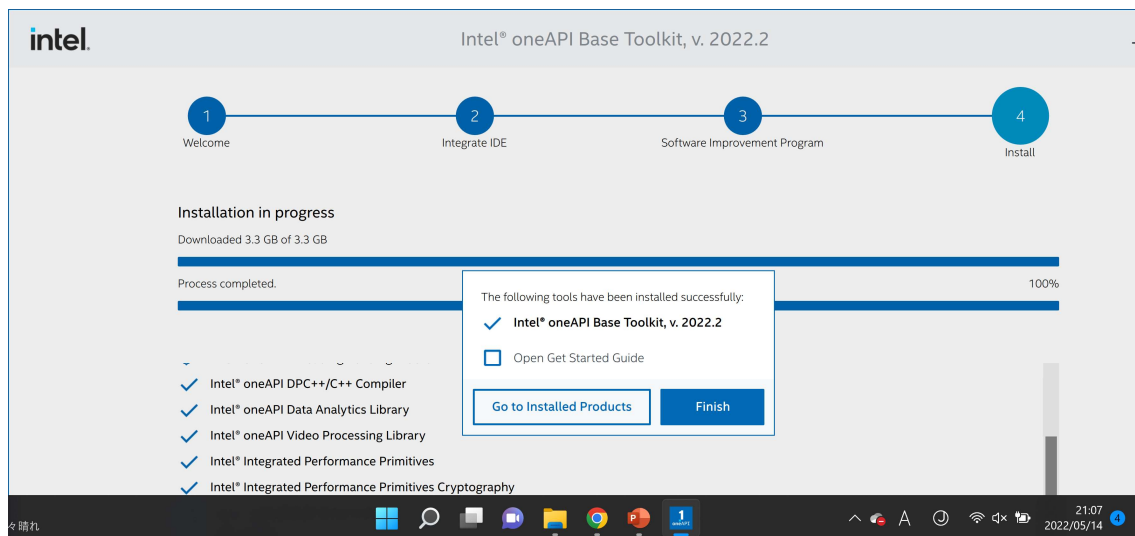 intel.
Intel® oneAPI Base Toolkit, v. 2022.2
1
2
3
4
Welcome
Integrate IDE
Software Improvement Program
Install
Installation in progress
Downloaded 3.3 GB of 3.3 GB
Process completed.
100%
The following tools have been installed successfully:
Intel® oneAPI Base Toolkit, v. 2022.2
Open Get Started Guide
Go to Installed Products
Finish
Intel® oneAPI DPC++/C++ Compiler
Intel® oneAPI Data Analytics Library
Intel® oneAPI Video Processing Library
Intel® Integrated Performance Primitives
Intel® Integrated Performance Primitives Cryptography
々晴れ
P
1
oneAPI
A
J
21:07
2022/05/14
4